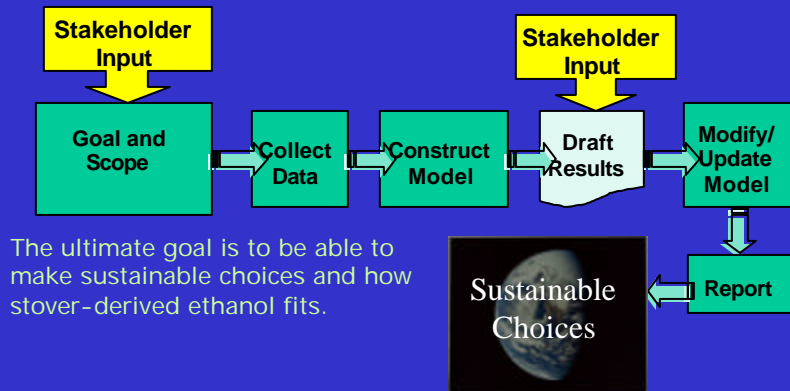 Stakeholder
Input
Stakeholder
Input
Goal and
Scope
Collect
Data
Construct
Model
Draft
Results
Modify/
Update
Model
The ultimate goal is to be able to
make sustainable choices and how
stover-derived ethanol fits.
Sustainable
Choices
Report